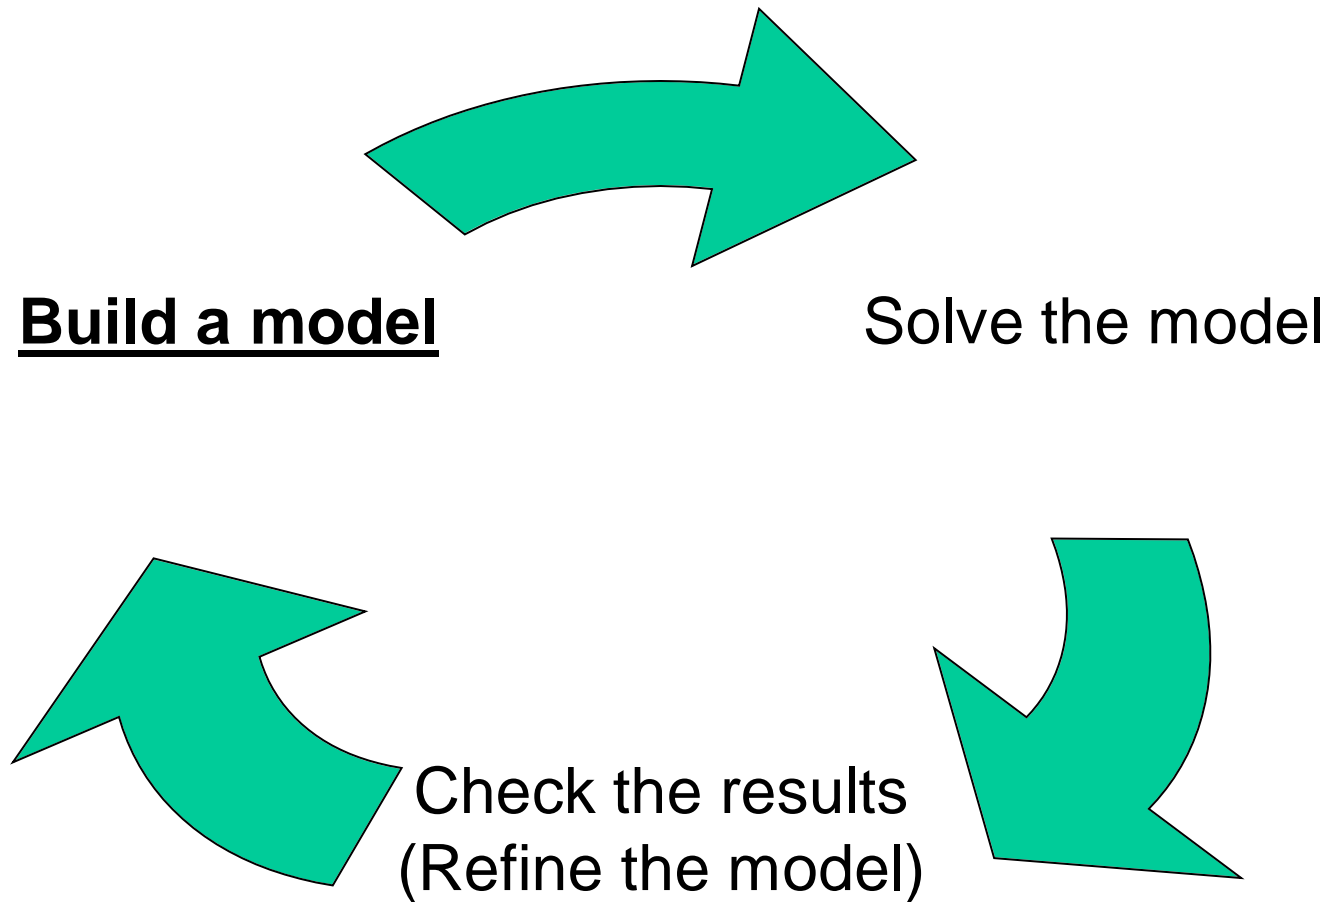 Build a model
Solve the model
Check the results
(Refine the model)